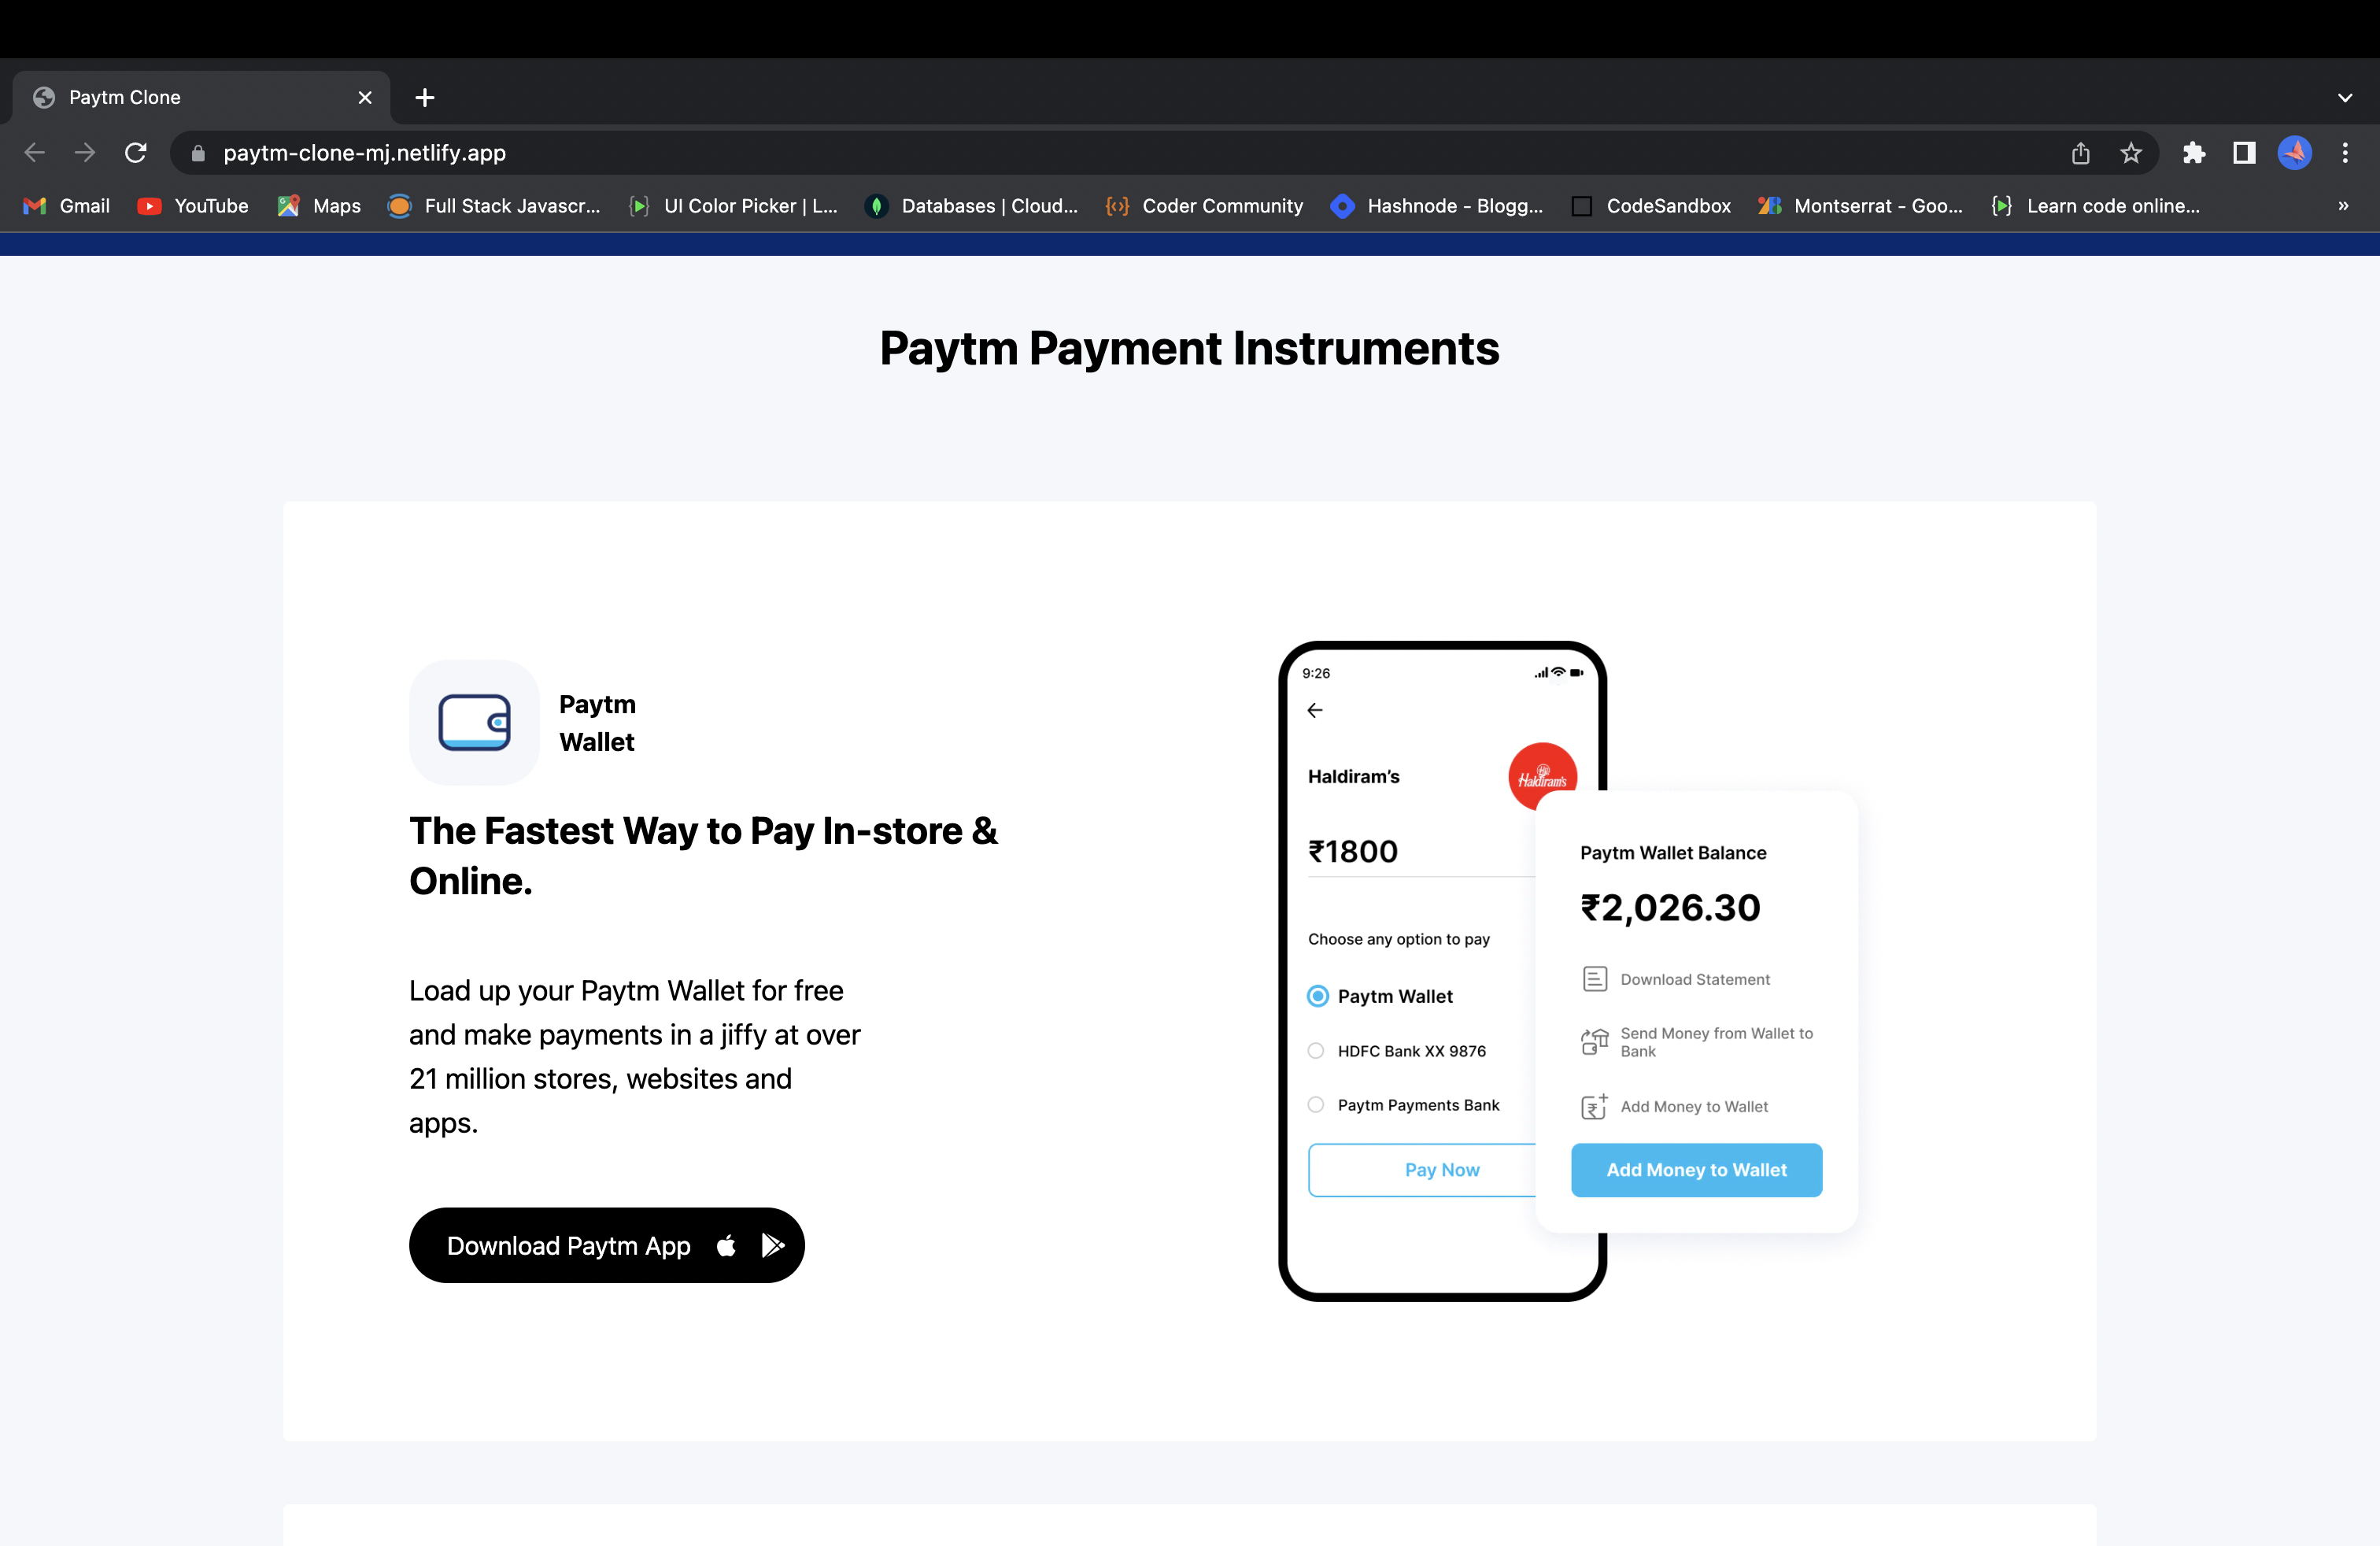 Paytm Clone
paytm-clone-mj.netlify.app
Gmail YouTube Maps Full Stack Javascr... UI Color Picker | L... Databases | Cloud... Coder Community Hashnode - Blogg... CodeSandbox Montserrat - Goo... Learn code online... »
Paytm Payment Instruments
Paytm
Wallet
The Fastest Way to Pay In-store &
Online.
Load up your Paytm Wallet for free
and make payments in a jiffy at over
21 million stores, websites and
apps.
Download Paytm App
9:26
Haldiram’s
Haldiram's
₹1800
Choose any option to pay
Paytm Wallet
HDFC Bank XX 9876
Paytm Payments Bank
Pay Now
Paytm Wallet Balance
₹2,026.30
Download Statement
Send Money from Wallet to
Bank
Add Money to Wallet
Add Money to Wallet